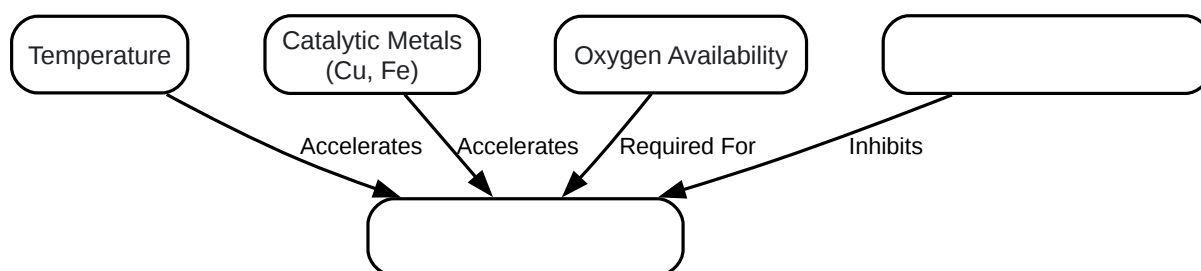 Temperature
Catalytic Metals
(Cu, Fe)
Oxygen Availability
Accelerates
Accelerates
Required For
Inhibits